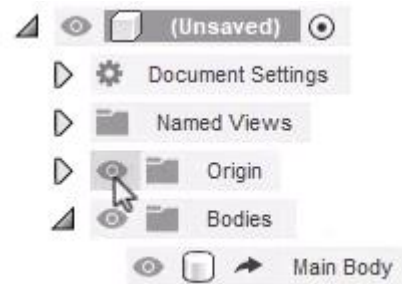 (Unsaved)
Document Settings
Named Views
Origin
Bodies
Main Body